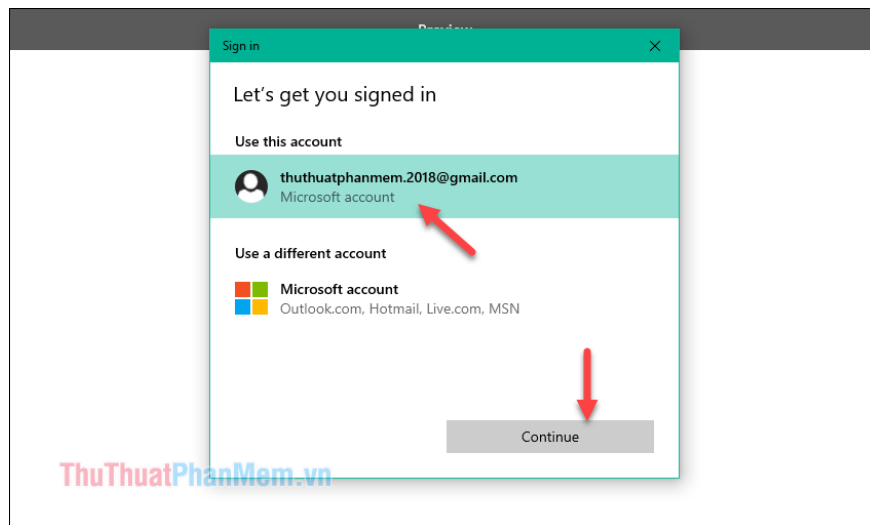 Preview
Sign in
Let's get you signed in
Use this account
thuthuatphanmem.2018@gmail.com
Microsoft account
Use a different account
Microsoft account
Outlook.com, Hotmail, Live.com, MSN
Continue
ThuThuatPhanMem.vn